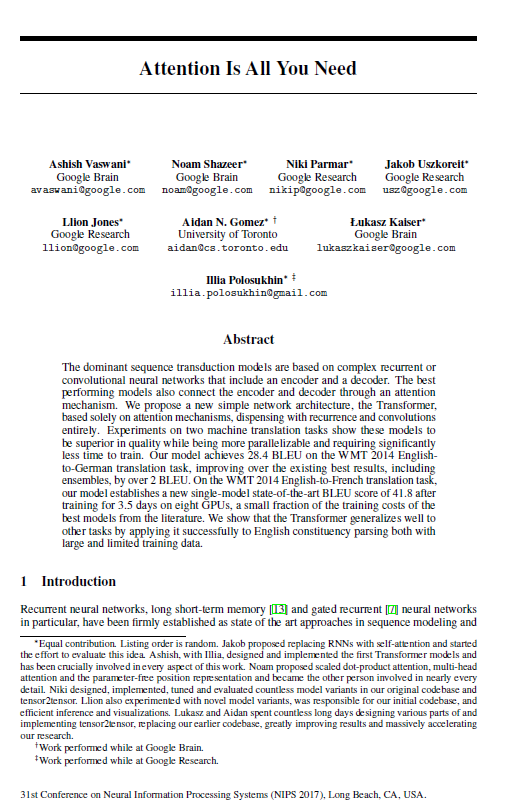 Attention Is All You Need
Ashish Vaswani* Noam Shazeer* Niki Parmar* Jakob Uszkoreit*
Google Brain Google Brain Google Research Google Research
avaswani@google.com noam@google.com nikip@google.com usz@google.com
Llion Jones* Aidan N. Gomez* † Łukasz Kaiser*
Google Research University of Toronto Google Brain
llion@google.com aidan@cs.toronto.edu lukaszkaiser@google.com
Illia Polosukhin* ‡
illia.polosukhin@gmail.com
Abstract
The dominant sequence transduction models are based on complex recurrent or
convolutional neural networks that include an encoder and a decoder. The best
performing models also connect the encoder and decoder through an attention
mechanism. We propose a new simple network architecture, the Transformer,
based solely on attention mechanisms, dispensing with recurrence and convolutions
entirely. Experiments on two machine translation tasks show these models to
be superior in quality while being more parallelizable and requiring significantly
less time to train. Our model achieves 28.4 BLEU on the WMT 2014 English-
to-German translation task, improving over the existing best results, including
ensembles, by over 2 BLEU. On the WMT 2014 English-to-French translation task,
our model establishes a new single-model state-of-the-art BLEU score of 41.8 after
training for 3.5 days on eight GPUs, a small fraction of the training costs of the
best models from the literature. We show that the Transformer generalizes well to
other tasks by applying it successfully to English constituency parsing both with
large and limited training data.
1 Introduction
Recurrent neural networks, long short-term memory [13] and gated recurrent [7] neural networks
in particular, have been firmly established as state of the art approaches in sequence modeling and
*Equal contribution. Listing order is random. Jakob proposed replacing RNNs with self-attention and started
the effort to evaluate this idea. Ashish, with Illia, designed and implemented the first Transformer models and
has been crucially involved in every aspect of this work. Noam proposed scaled dot-product attention, multi-head
attention and the parameter-free position representation and became the other person involved in nearly every
detail. Niki designed, implemented, tuned and evaluated countless model variants in our original codebase and
tensor2tensor. Llion also experimented with novel model variants, was responsible for our initial codebase, and
efficient inference and visualizations. Lukasz and Aidan spent countless long days designing various parts of and
implementing tensor2tensor, replacing our earlier codebase, greatly improving results and massively accelerating
our research.
†Work performed while at Google Brain.
‡Work performed while at Google Research.
31st Conference on Neural Information Processing Systems (NIPS 2017), Long Beach, CA, USA.